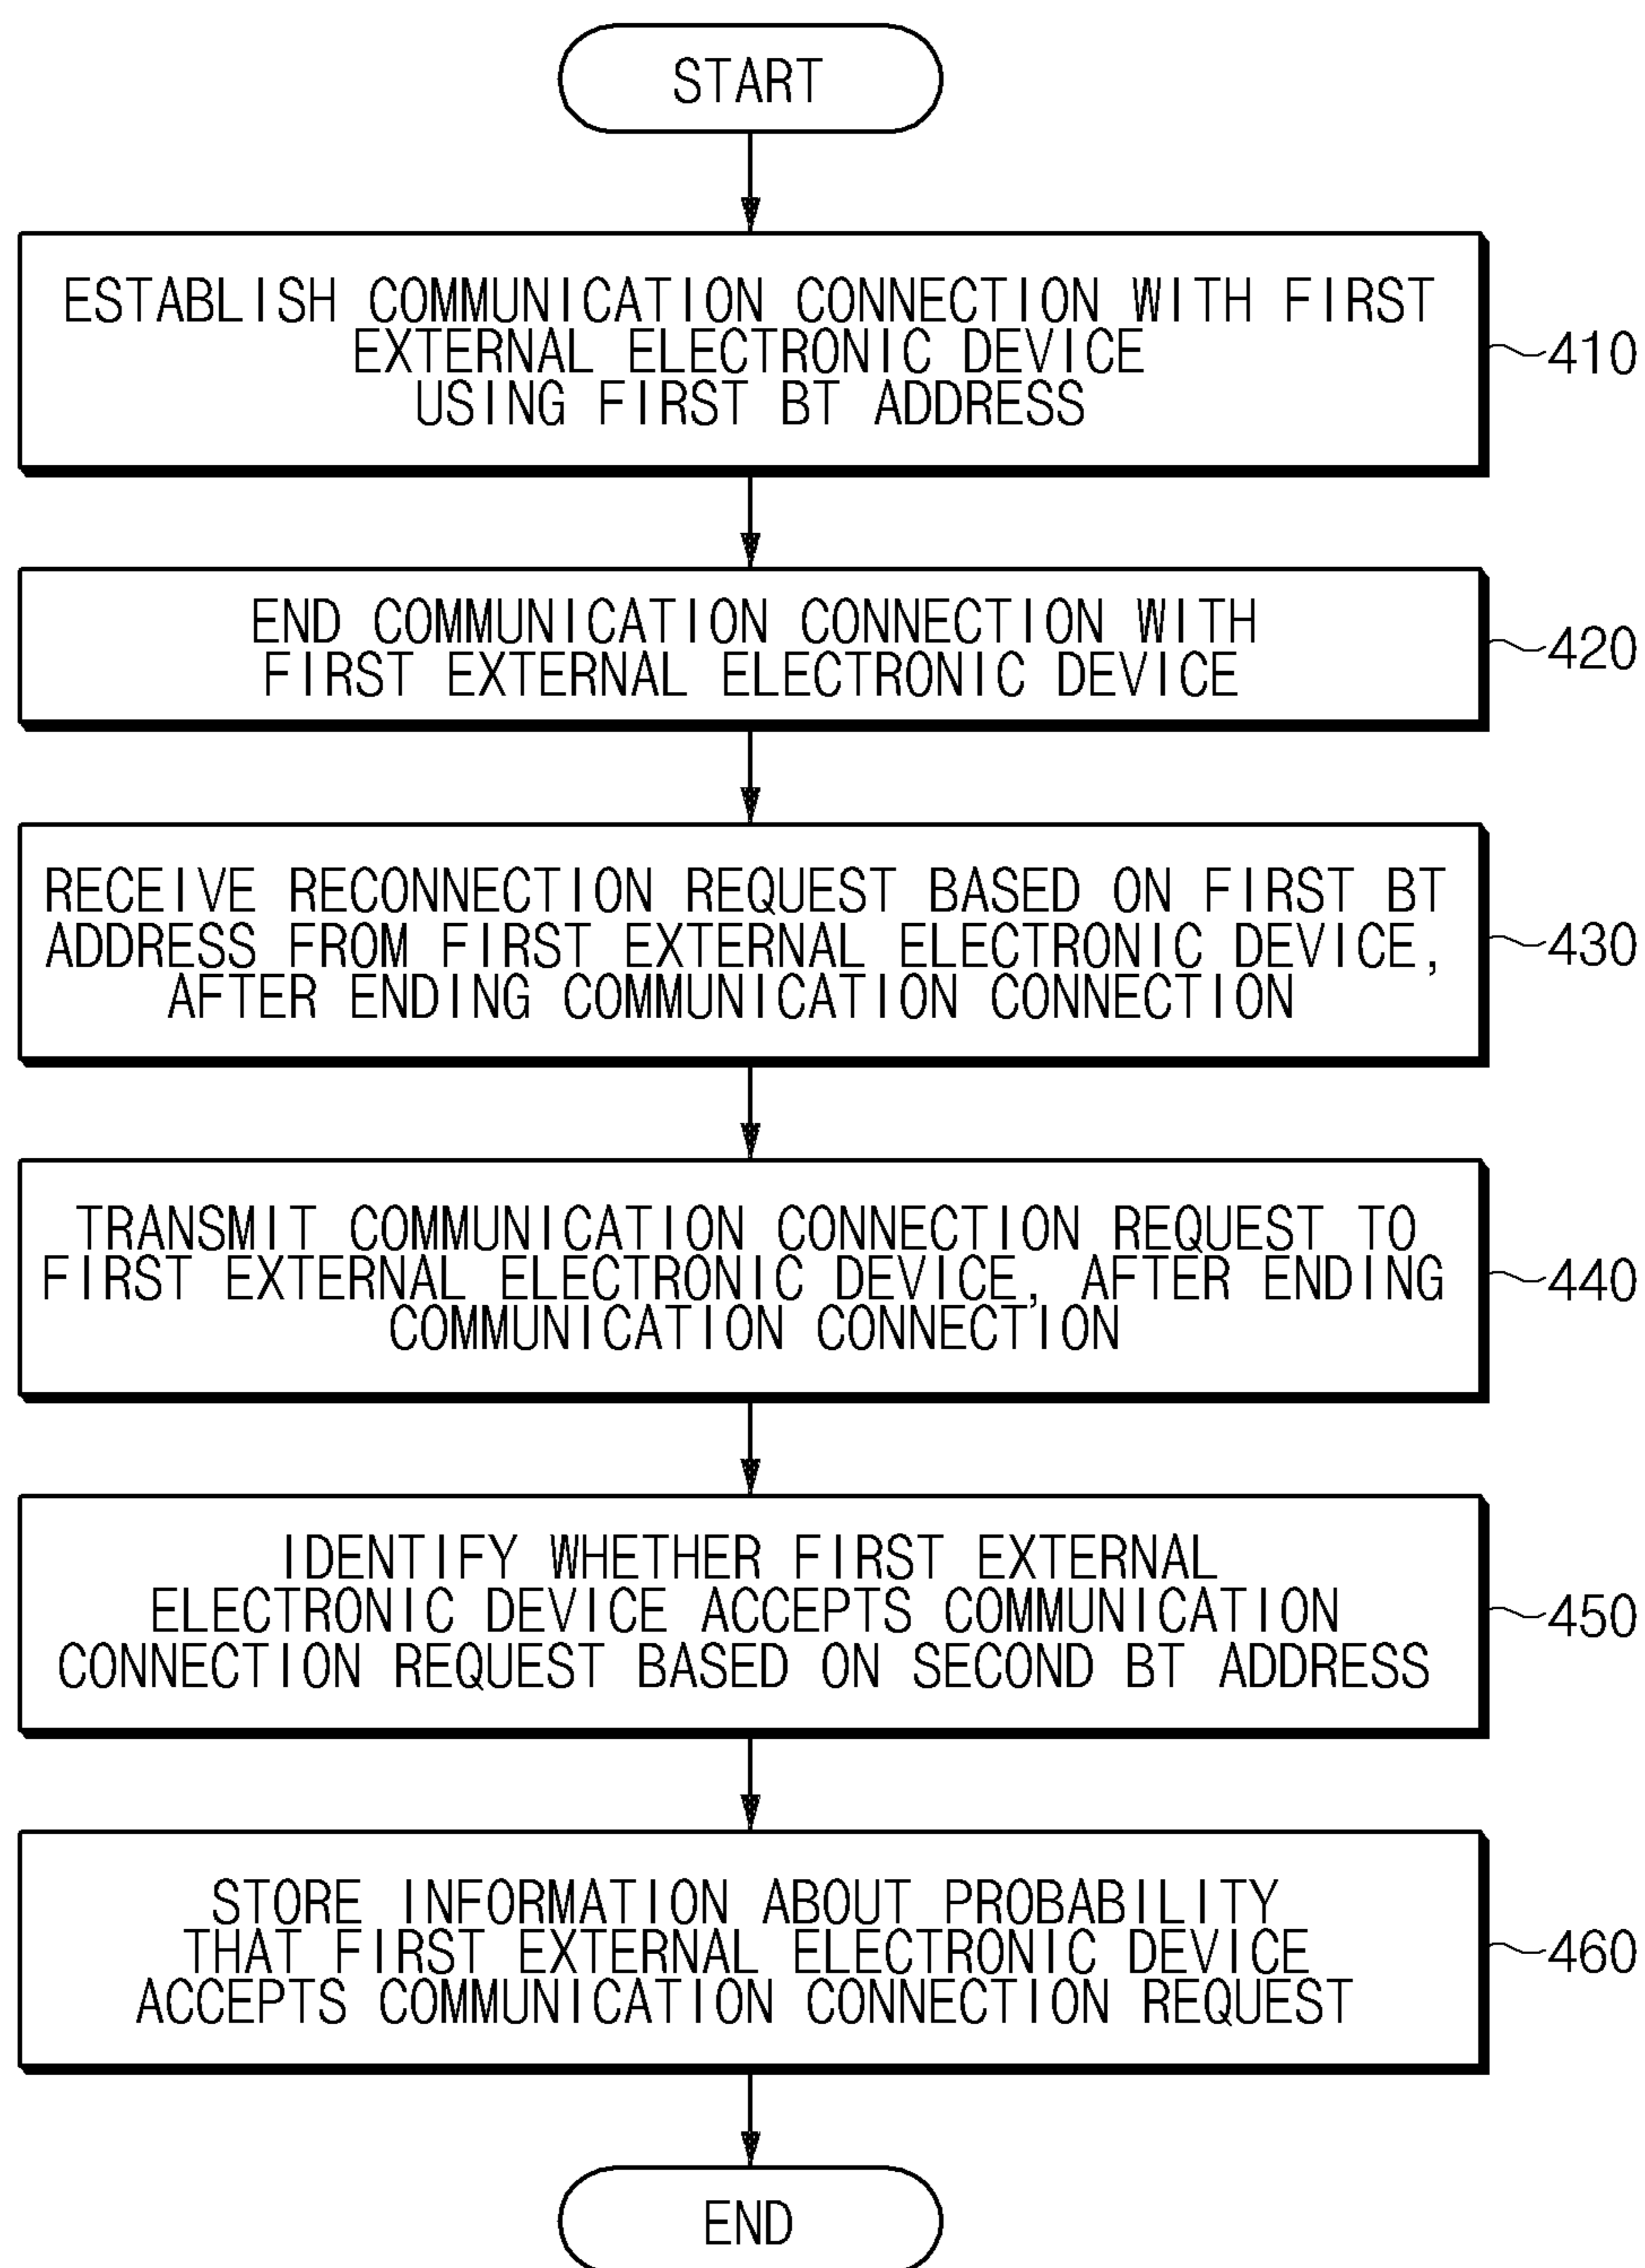 START
ESTABLISH COMMUNICATION CONNECTION WITH FIRST
EXTERNAL ELECTRONIC DEVICE
USING FIRST BT ADDRESS
410
END COMMUNICATION CONNECTION WITH
FIRST EXTERNAL ELECTRONIC DEVICE
420
RECEIVE RECONNECTION REQUEST BASED ON FIRST BT
ADDRESS FROM FIRST EXTERNAL ELECTRONIC DEVICE,
AFTER ENDING COMMUNICATION CONNECTION
430
TRANSMIT COMMUNICATION CONNECTION REQUEST TO
FIRST EXTERNAL ELECTRONIC DEVICE, AFTER ENDING
COMMUNICATION CONNECTION
440
IDENTIFY WHETHER FIRST EXTERNAL
ELECTRONIC DEVICE ACCEPTS COMMUNICATION
CONNECTION REQUEST BASED ON SECOND BT ADDRESS
450
STORE INFORMATION ABOUT PROBABILITY
THAT FIRST EXTERNAL ELECTRONIC DEVICE
ACCEPTS COMMUNICATION CONNECTION REQUEST
460
END